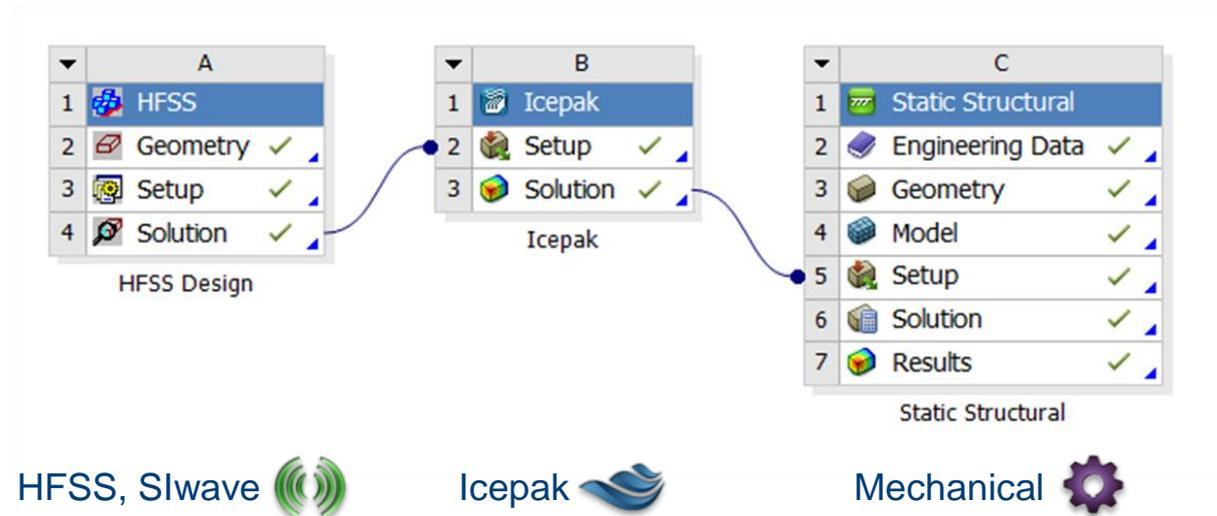 A
1 HFSS
2 Geometry
3 Setup
4 Solution
HFSS Design
B
1 Icepak
2 Setup
3 Solution
Icepak
C
1 Static Structural
2 Engineering Data
3 Geometry
4 Model
5 Setup
6 Solution
7 Results
Static Structural
HFSS, SIwave
Icepak
Mechanical